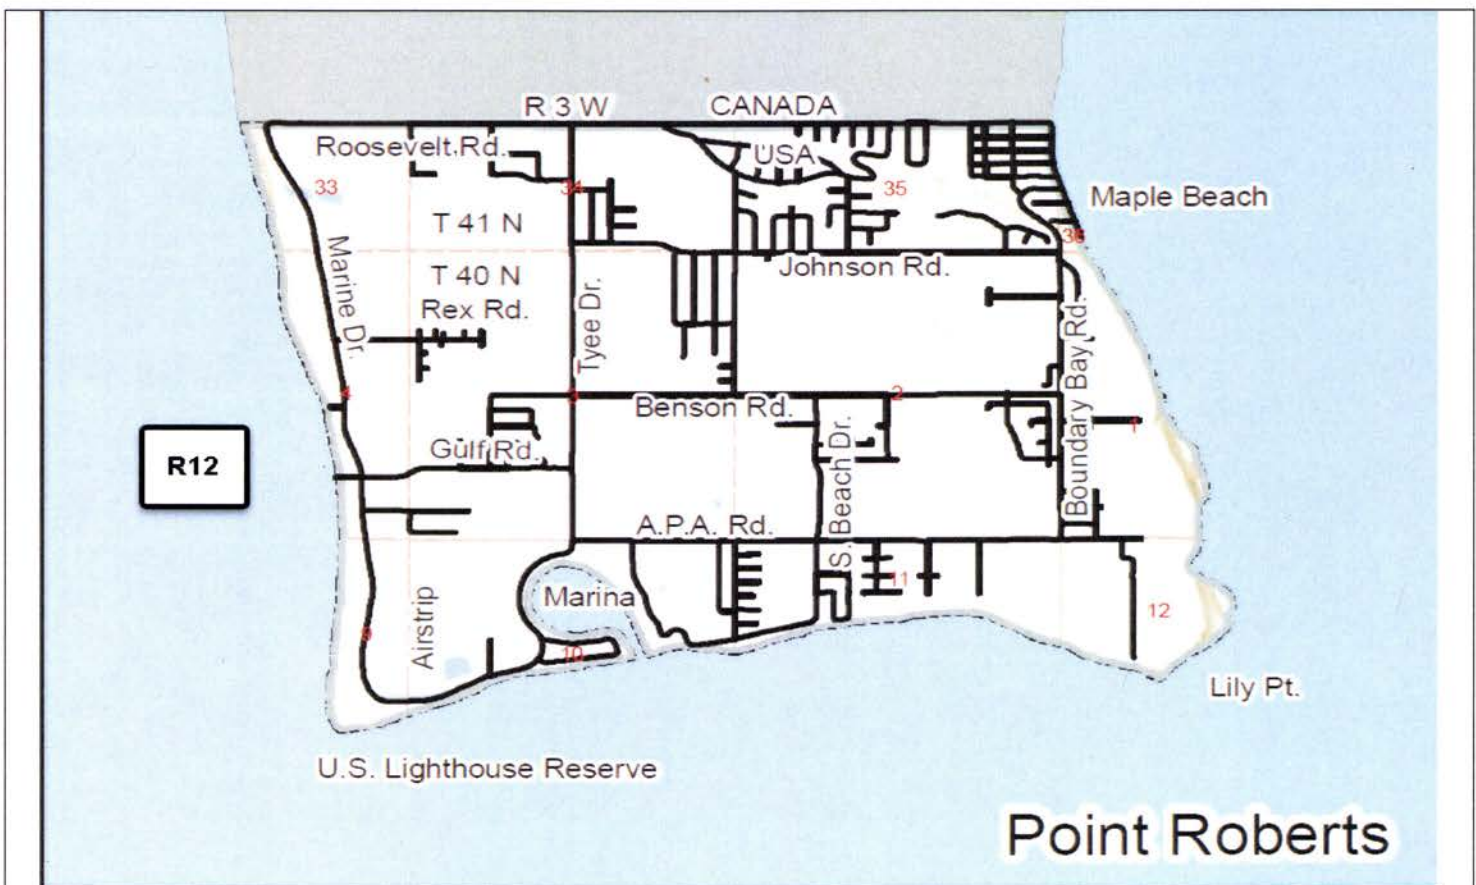 R 3 W CANADA
Roosevelt Rd.
USA
33
34
35
Maple Beach
T 41 N
36
Johnson Rd.
T 40 N
Rex Rd.
Marine Dr.
Tyee Dr.
Boundary Bay Rd.
4
3
2
Benson Rd.
1
S. Beach Dr.
Gulf Rd.
R12
A.P.A. Rd.
11
Marina
12
Airstrip
9
10
Lily Pt.
U.S. Lighthouse Reserve
Point Roberts